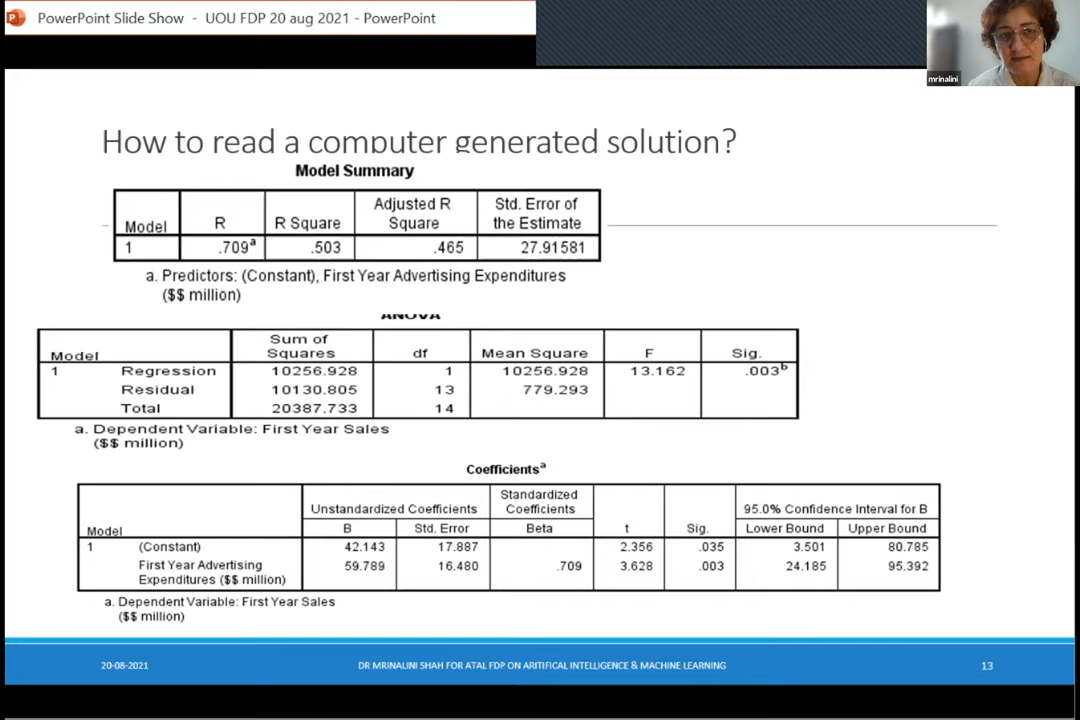 PowerPoint Slide Show - UOU FDP 20 aug 2021 - PowerPoint
mrinalini
How to read a computer generated solution?
Model Summary
Model R R Square Adjusted R Square Std. Error of the Estimate
1 .709a .503 .465 27.91581
a. Predictors: (Constant), First Year Advertising Expenditures
($$ million)
ANOVA
Model Sum of Squares df Mean Square F Sig.
1 Regression 10256.928 1 10256.928 13.162 .003b
Residual 10130.805 13 779.293
Total 20387.733 14
a. Dependent Variable: First Year Sales
($$ million)
Coefficientsa
Model Unstandardized Coefficients Standardized Coefficients t Sig. 95.0% Confidence Interval for B
B Std. Error Beta Lower Bound Upper Bound
1 (Constant) 42.143 17.887 2.356 .035 3.501 80.785
First Year Advertising Expenditures ($$ million) 59.789 16.480 .709 3.628 .003 24.185 95.392
a. Dependent Variable: First Year Sales
($$ million)
20-08-2021 DR MRINALINI SHAH FOR ATAL FDP ON ARITIFICAL INTELLIGENCE & MACHINE LEARNING 13